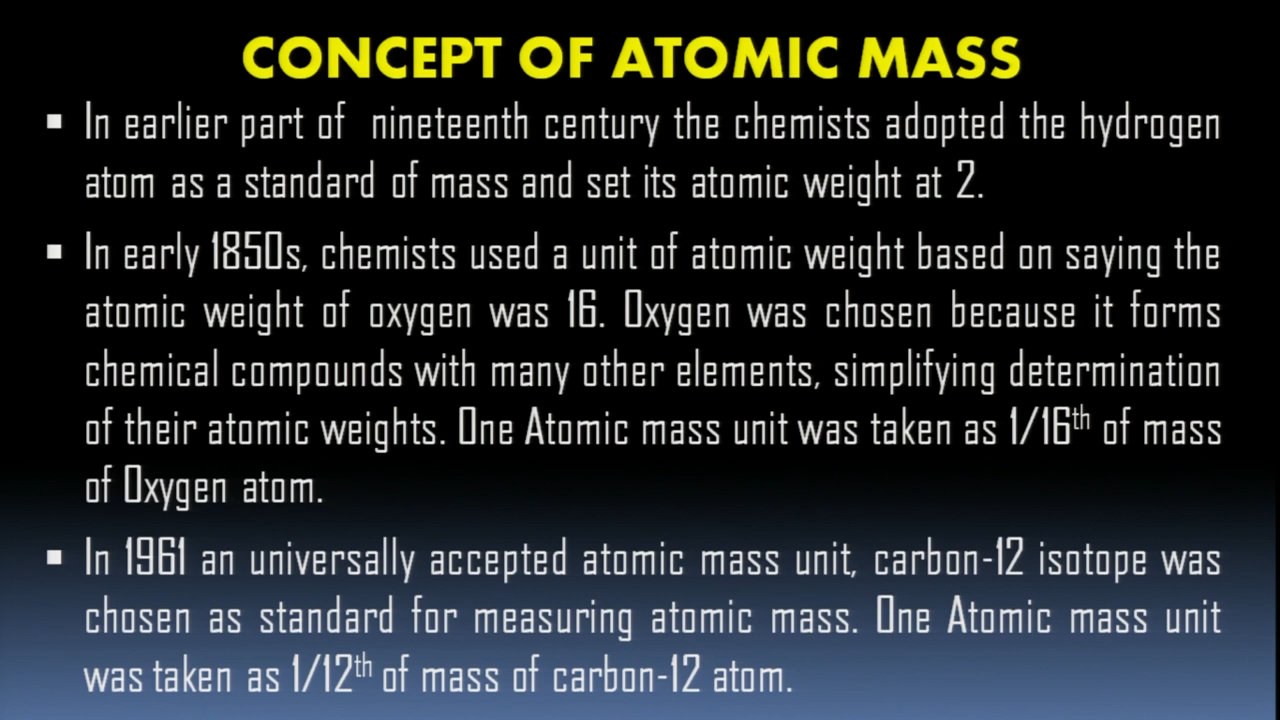 CONCEPT OF ATOMIC MASS
▪ In earlier part of nineteenth century the chemists adopted the hydrogen
atom as a standard of mass and set its atomic weight at 2.
▪ In early 1850s, chemists used a unit of atomic weight based on saying the
atomic weight of oxygen was 16. Oxygen was chosen because it forms
chemical compounds with many other elements, simplifying determination
of their atomic weights. One Atomic mass unit was taken as 1/16th of mass
of Oxygen atom.
▪ In 1961 an universally accepted atomic mass unit, carbon-12 isotope was
chosen as standard for measuring atomic mass. One Atomic mass unit
was taken as 1/12th of mass of carbon-12 atom.